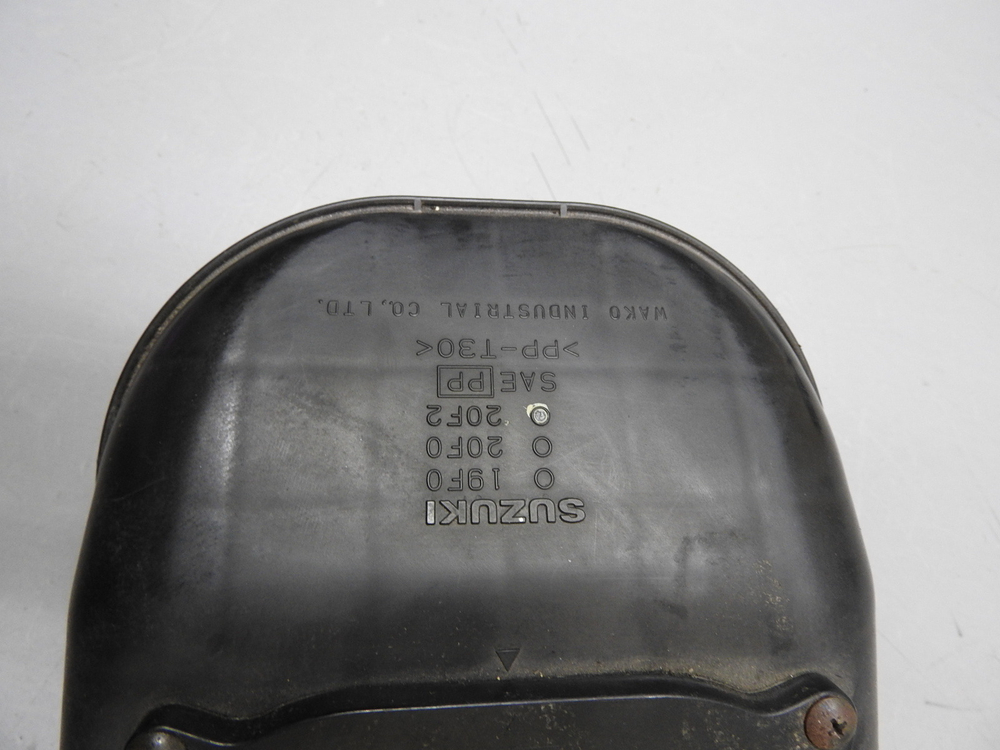 SUZUKI
19F0
20F0
20F2
SAE PP
>PP-T30<
WAKO INDUSTRIAL CO.,LTD.